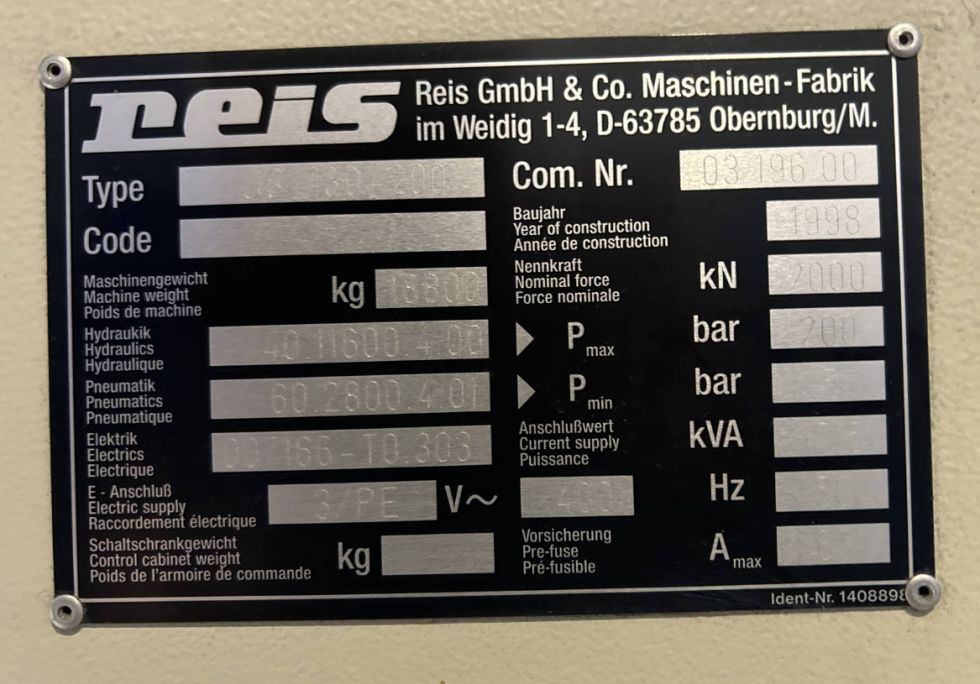 reis
Reis GmbH & Co. Maschinen-Fabrik
im Weidig 1-4, D-63785 Obernburg/M.
Type
Com. Nr. 03.196.00
Code
Baujahr
Year of construction 1998
Année de construction
Maschinengewicht
Machine weight kg
Poids de machine
Nennkraft
Nominal force kN 2000
Force nominale
Hydraukik
Hydraulics 40.11600.4.00
Hydraulique
P max bar 200
Pneumatik
Pneumatics 60.2800.4.01
Pneumatique
P min bar
Elektrik
Electrics
Electrique
Anschlußwert
Current supply kVA
Puissance
E - Anschluß
Electric supply 3/PE V~ 400
Raccordement électrique
Hz
Schaltschrankgewicht
Control cabinet weight kg
Poids de l'armoire de commande
Vorsicherung
Pre-fuse A max
Pré-fusible
Ident-Nr. 1408898